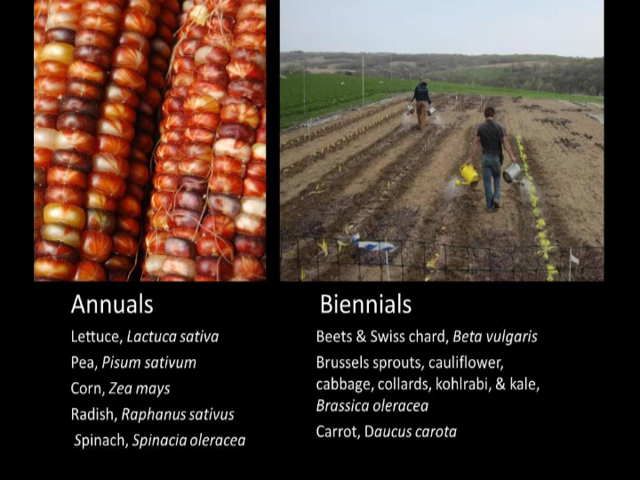 Annuals
Lettuce, Lactuca sativa
Pea, Pisum sativum
Corn, Zea mays
Radish, Raphanus sativus
Spinach, Spinacia oleracea
Biennials
Beets & Swiss chard, Beta vulgaris
Brussels sprouts, cauliflower,
cabbage, collards, kohlrabi, & kale,
Brassica oleracea
Carrot, Daucus carota